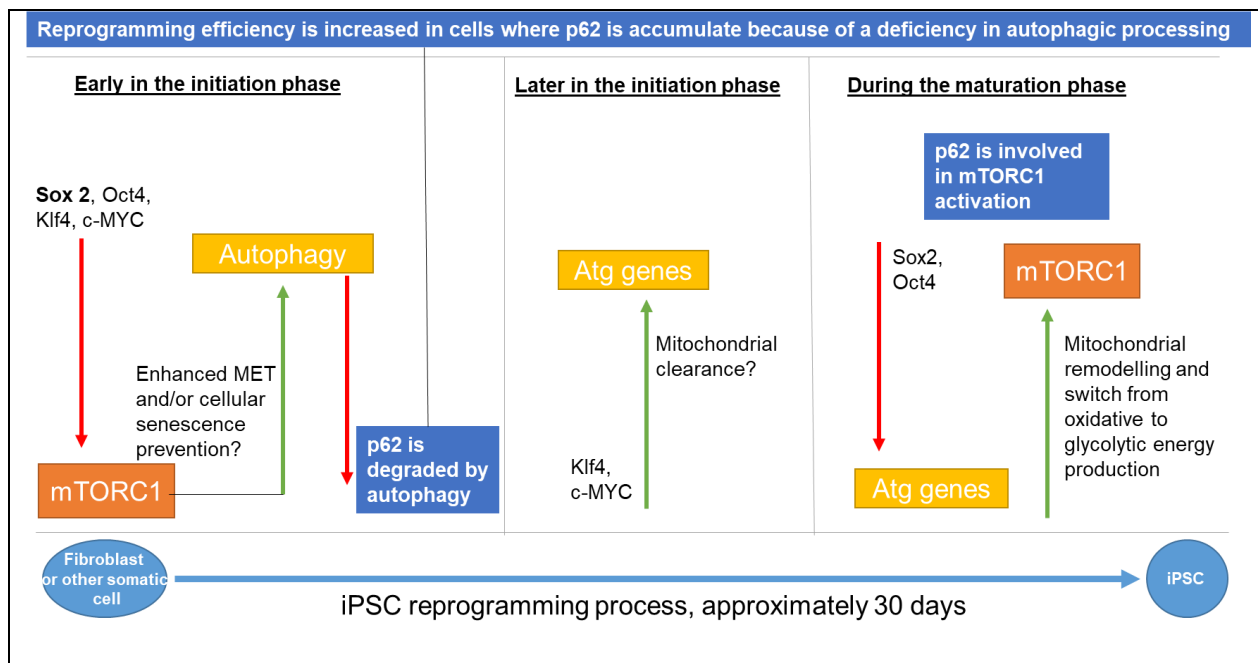 Reprogramming efficiency is increased in cells where p62 is accumulate because of a deficiency in autophagic processing
Early in the initiation phase
Sox 2, Oct4,
Klf4, c-MYC
Autophagy
Enhanced MET
and/or cellular
senescence
prevention?
mTORC1
p62 is
degraded by
autophagy
Later in the initiation phase
Atg genes
Mitochondrial
clearance?
Klf4,
c-MYC
During the maturation phase
p62 is involved
in mTORC1
activation
Sox2,
Oct4
mTORC1
Mitochondrial
remodelling and
switch from
oxidative to
glycolytic energy
production
Atg genes
Fibroblast
or other somatic
cell
iPSC
iPSC reprogramming process, approximately 30 days